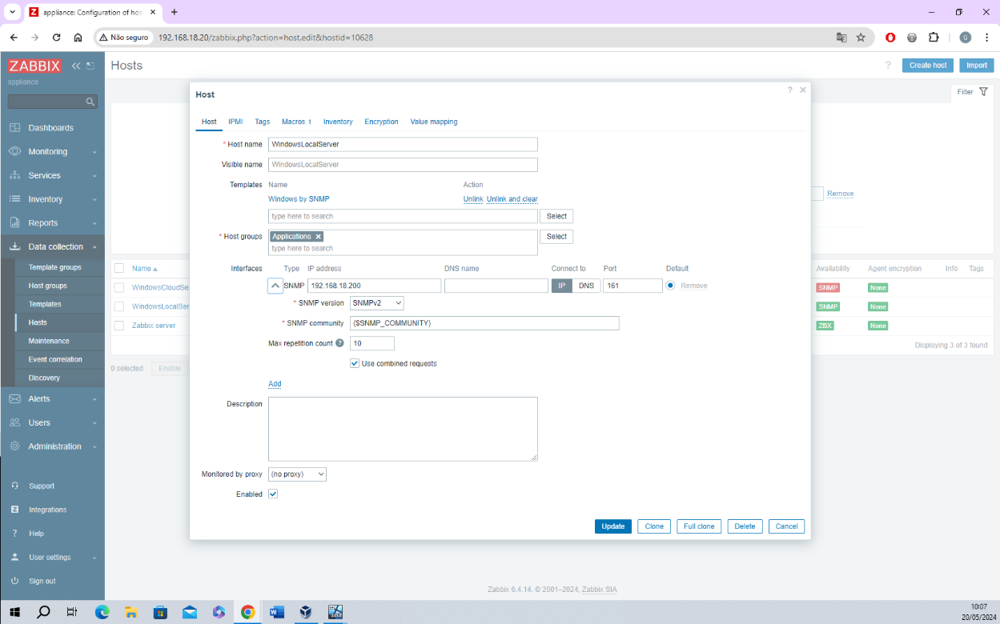 appliance: Configuration of hos
Não seguro
192.168.18.20/zabbix.php?action=host.edit&hostid=10628
G
ZABBIX
appliance
Dashboards
Monitoring
Services
Inventory
Reports
Data collection
Template groups
Host groups
Templates
Hosts
Maintenance
Event correlation
Discovery
Alerts
Users
Administration
Support
Integrations
Help
User settings
Sign out
Hosts
? Create host Import
Filter
Host
Host IPMI Tags Macros 1 Inventory Encryption Value mapping
* Host name WindowsLocalServer
Visible name WindowsLocalServer
Templates Name Action
Windows by SNMP Unlink Unlink and clear
type here to search Select
* Host groups Applications Select
type here to search
Interfaces Type IP address DNS name Connect to Port Default
SNMP 192.168.18.200 IP DNS 161 Remove
* SNMP version SNMPv2
* SNMP community {$SNMP_COMMUNITY}
Max repetition count ? 10
Use combined requests
Add
Description
Monitored by proxy (no proxy)
Enabled
Update Clone Full clone Delete Cancel
Remove
Name Availability Agent encryption Info Tags
WindowsCloudSe SNMP None
WindowsLocalSer SNMP None
Zabbix server ZBX None
Displaying 3 of 3 found
0 selected Enable
Zabbix 6.4.14. © 2001–2024, Zabbix SIA
10:07
20/05/2024